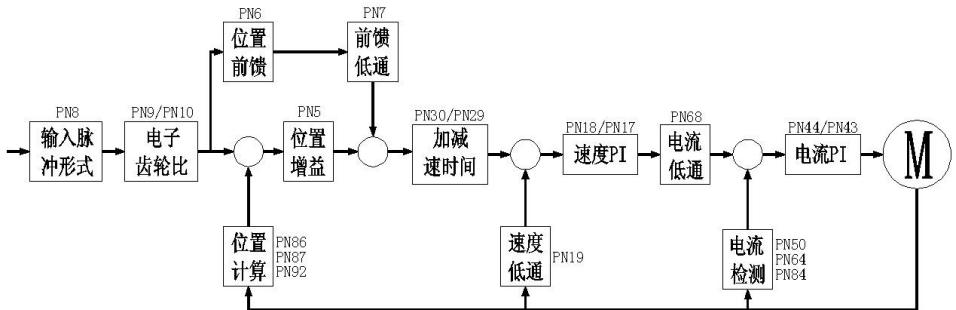 PN6
位置
前馈
PN7
前馈
低通
PN8
输入脉
冲形式
PN9/PN10
电子
齿轮比
PN5
位置
增益
PN30/PN29
加减
速时间
PN18/PN17
速度PI
PN68
电流
低通
PN44/PN43
电流PI
M
位置
计算
PN86
PN87
PN92
速度
低通
PN19
电流
检测
PN50
PN64
PN84